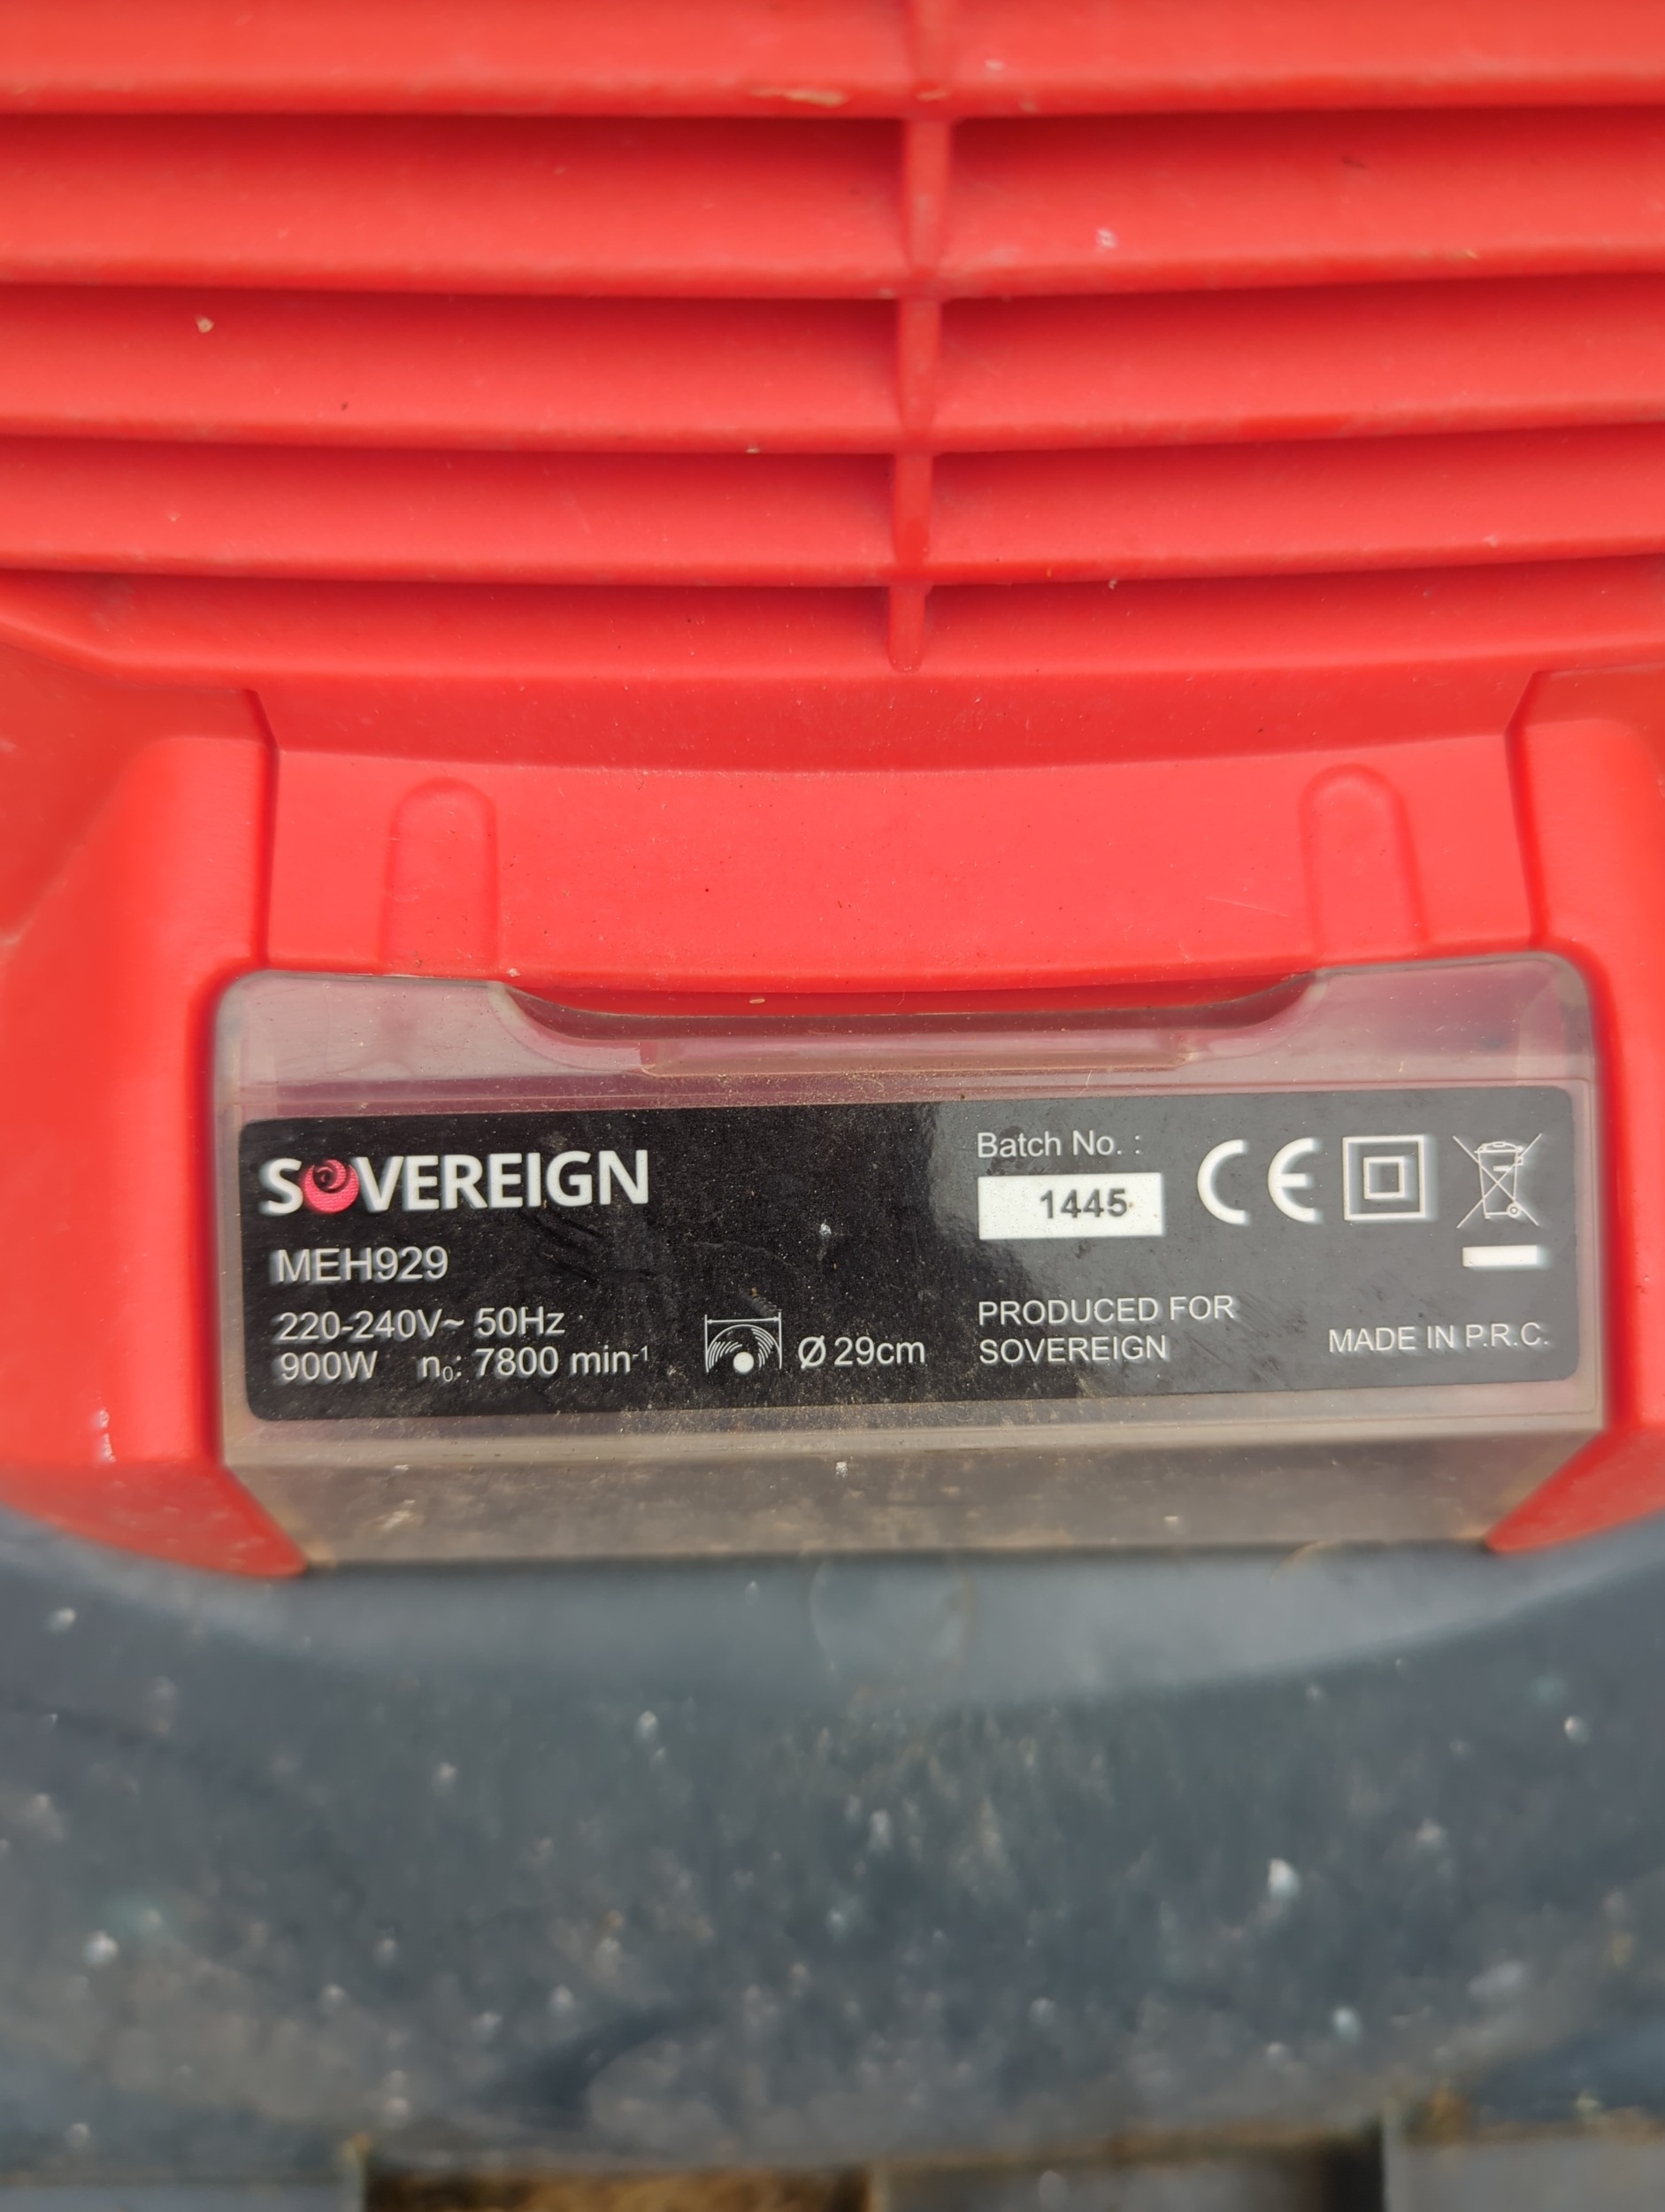 SOVEREIGN
MEH929
220-240V~ 50Hz
900W n₀: 7800 min⁻¹
Ø 29cm
Batch No. :
1445
CE
PRODUCED FOR
SOVEREIGN
MADE IN P.R.C.